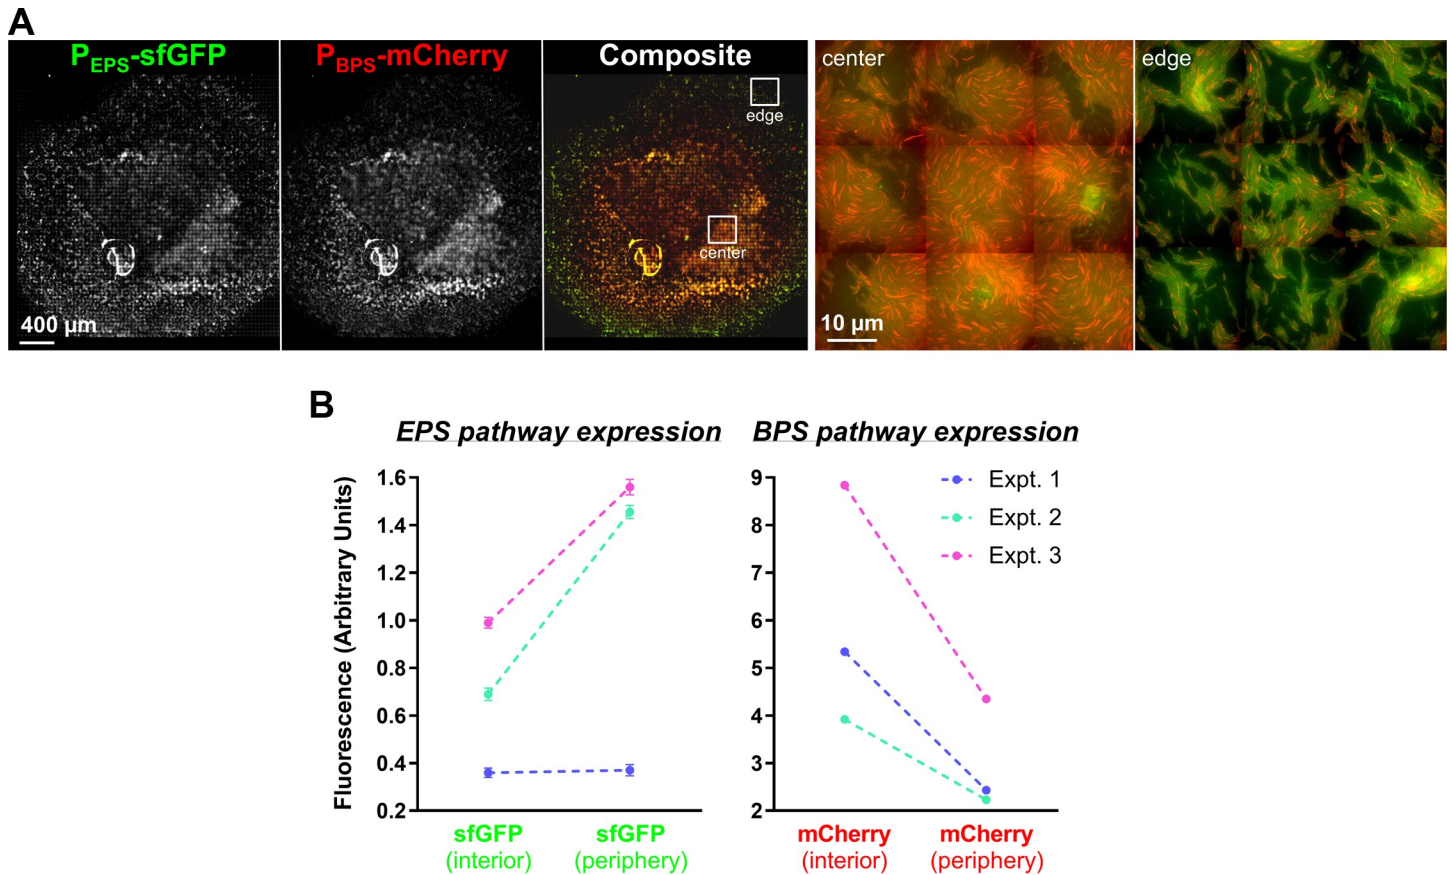 A
PEPS-sfGFP
PBPS-mCherry
Composite
center
edge
edge
center
400 µm
10 µm
B
EPS pathway expression
BPS pathway expression
Fluorescence (Arbitrary Units)
1.6
1.4
1.2
1.0
0.8
0.6
0.4
0.2
sfGFP
(interior)
sfGFP
(periphery)
9
8
7
6
5
4
3
2
Expt. 1
Expt. 2
Expt. 3
mCherry
(interior)
mCherry
(periphery)